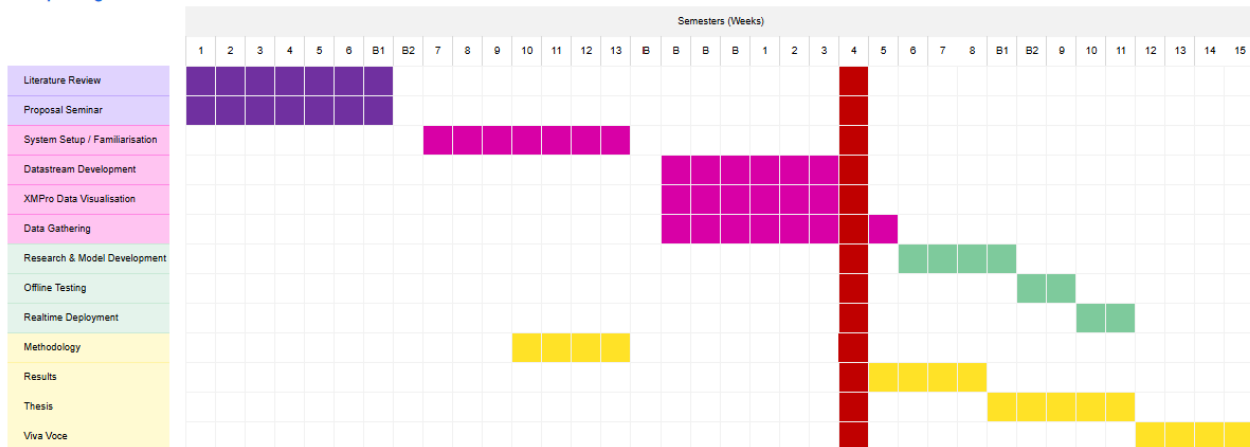 Semesters (Weeks)
1 2 3 4 5 6 B1 B2 7 8 9 10 11 12 13 IB B B B 1 2 3 4 5 6 7 8 B1 B2 9 10 11 12 13 14 15
Literature Review
Proposal Seminar
System Setup / Familiarisation
Datastream Development
XMPro Data Visualisation
Data Gathering
Research & Model Development
Offline Testing
Realtime Deployment
Methodology
Results
Thesis
Viva Voce